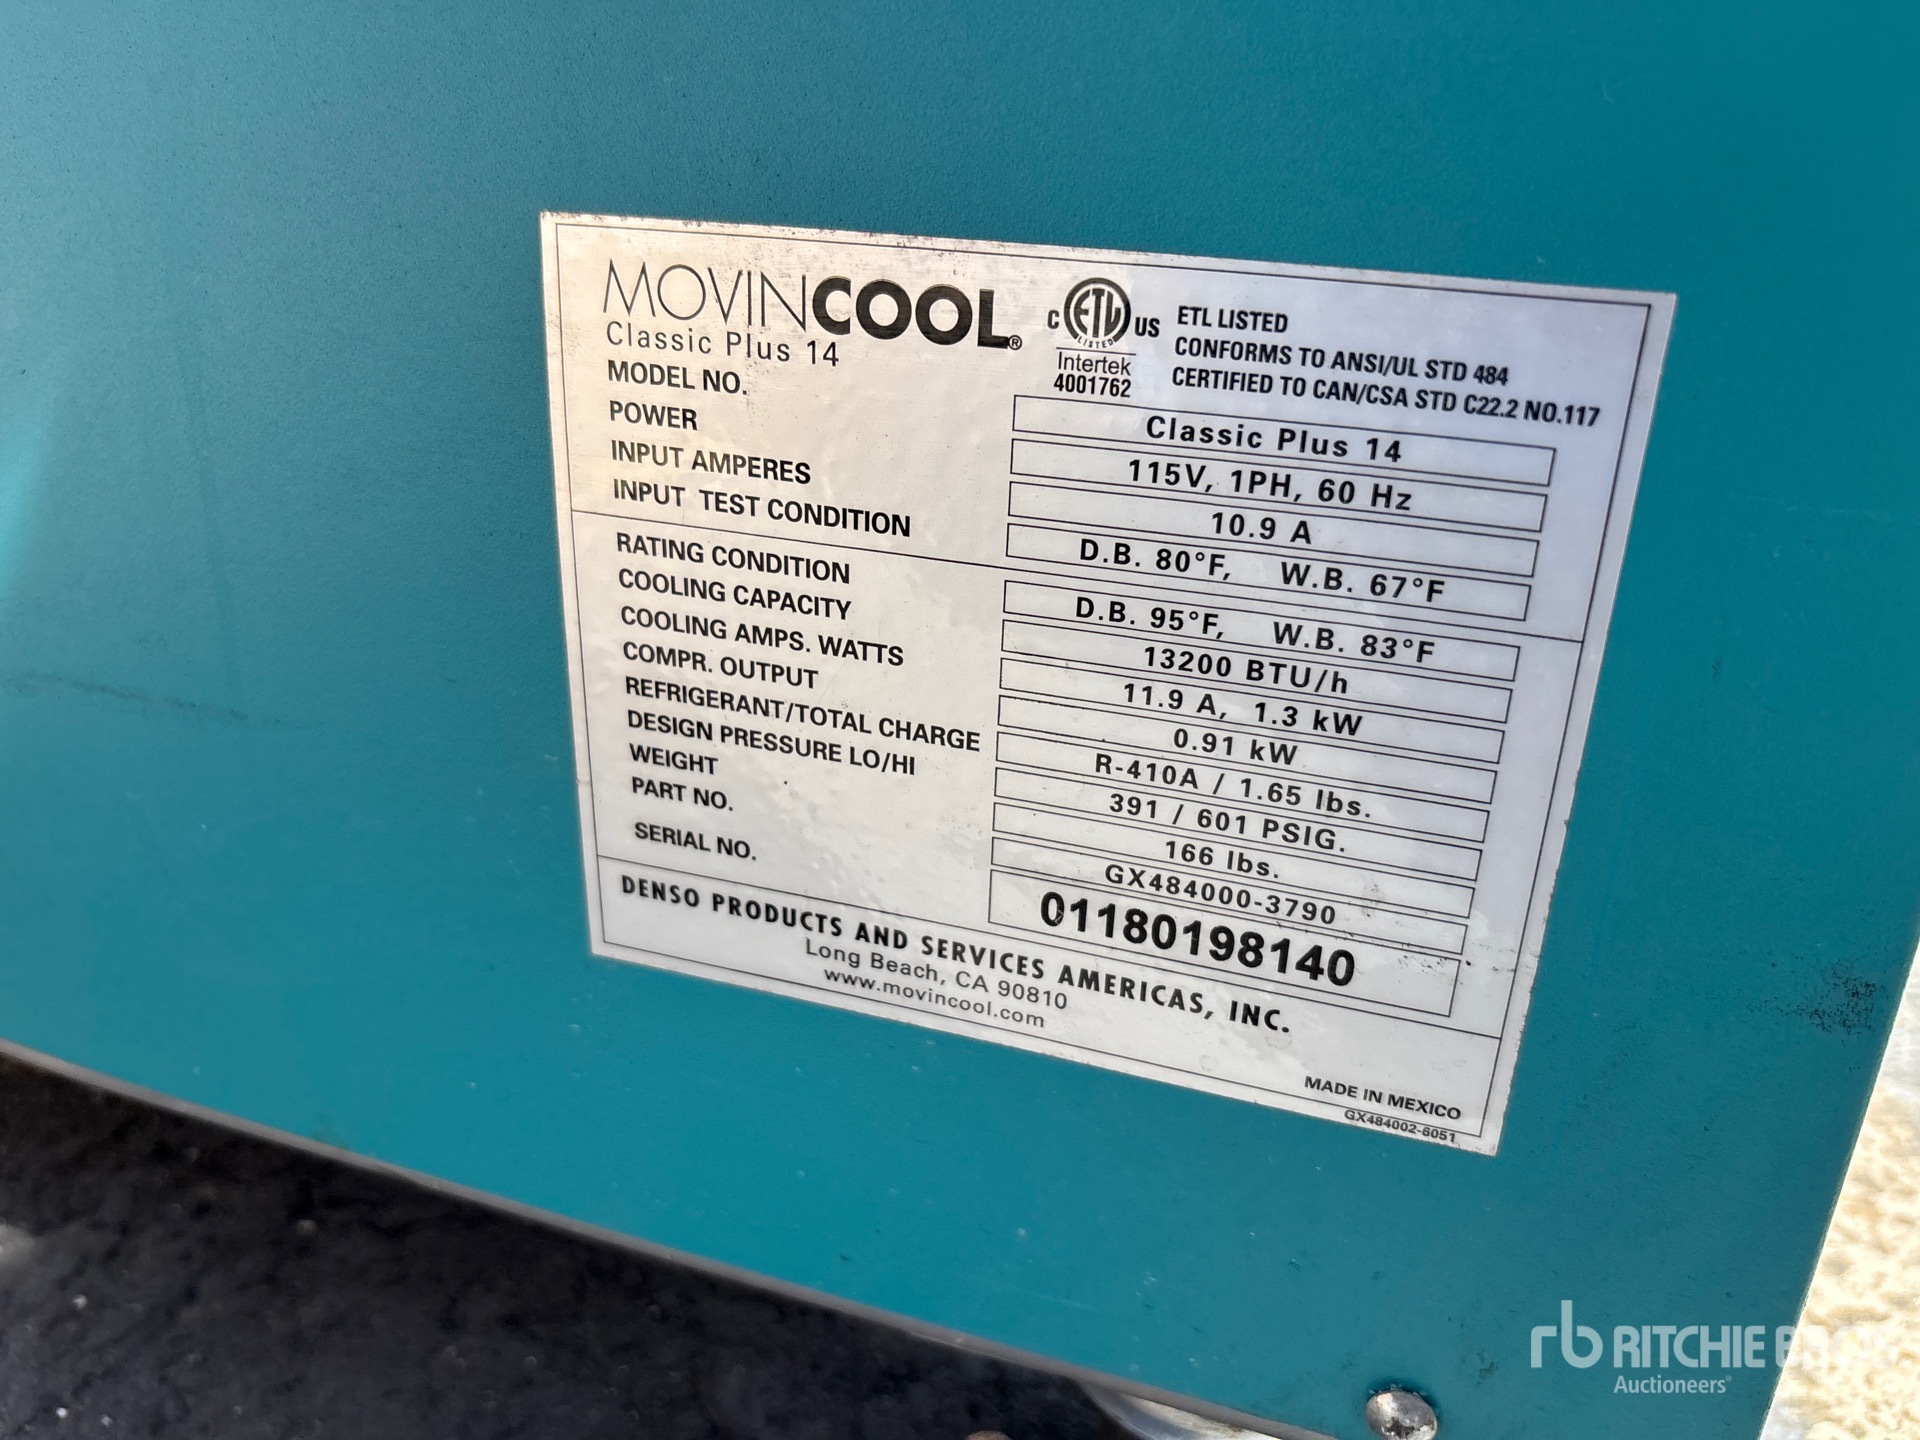 MOVINCOOL®
Classic Plus 14
C ETL LISTED US
Intertek
4001762
ETL LISTED
CONFORMS TO ANSI/UL STD 484
CERTIFIED TO CAN/CSA STD C22.2 NO.117
MODEL NO. Classic Plus 14
POWER 115V, 1PH, 60 Hz
INPUT AMPERES 10.9 A
INPUT TEST CONDITION D.B. 80°F, W.B. 67°F
RATING CONDITION D.B. 95°F, W.B. 83°F
COOLING CAPACITY 13200 BTU/h
COOLING AMPS. WATTS 11.9 A, 1.3 kW
COMPR. OUTPUT 0.91 kW
REFRIGERANT/TOTAL CHARGE R-410A / 1.65 lbs.
DESIGN PRESSURE LO/HI 391 / 601 PSIG.
WEIGHT 166 lbs.
PART NO. GX484000-3790
SERIAL NO. 01180198140
DENSO PRODUCTS AND SERVICES AMERICAS, INC.
Long Beach, CA 90810
www.movincool.com
MADE IN MEXICO
GX484002-6051
rb RITCHIE BROS
Auctioneers®